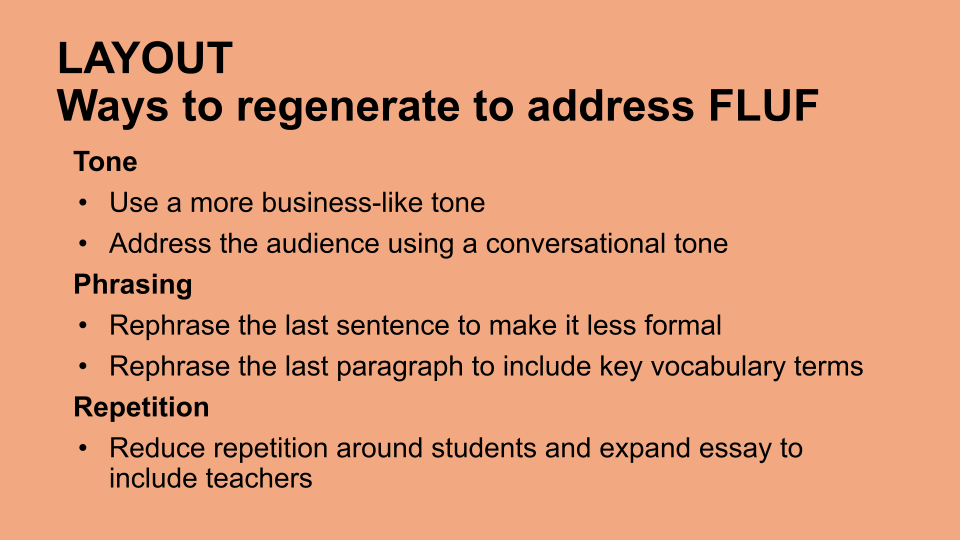 LAYOUT
Ways to regenerate to address FLUF
Tone
• Use a more business-like tone
• Address the audience using a conversational tone
Phrasing
• Rephrase the last sentence to make it less formal
• Rephrase the last paragraph to include key vocabulary terms
Repetition
• Reduce repetition around students and expand essay to
include teachers